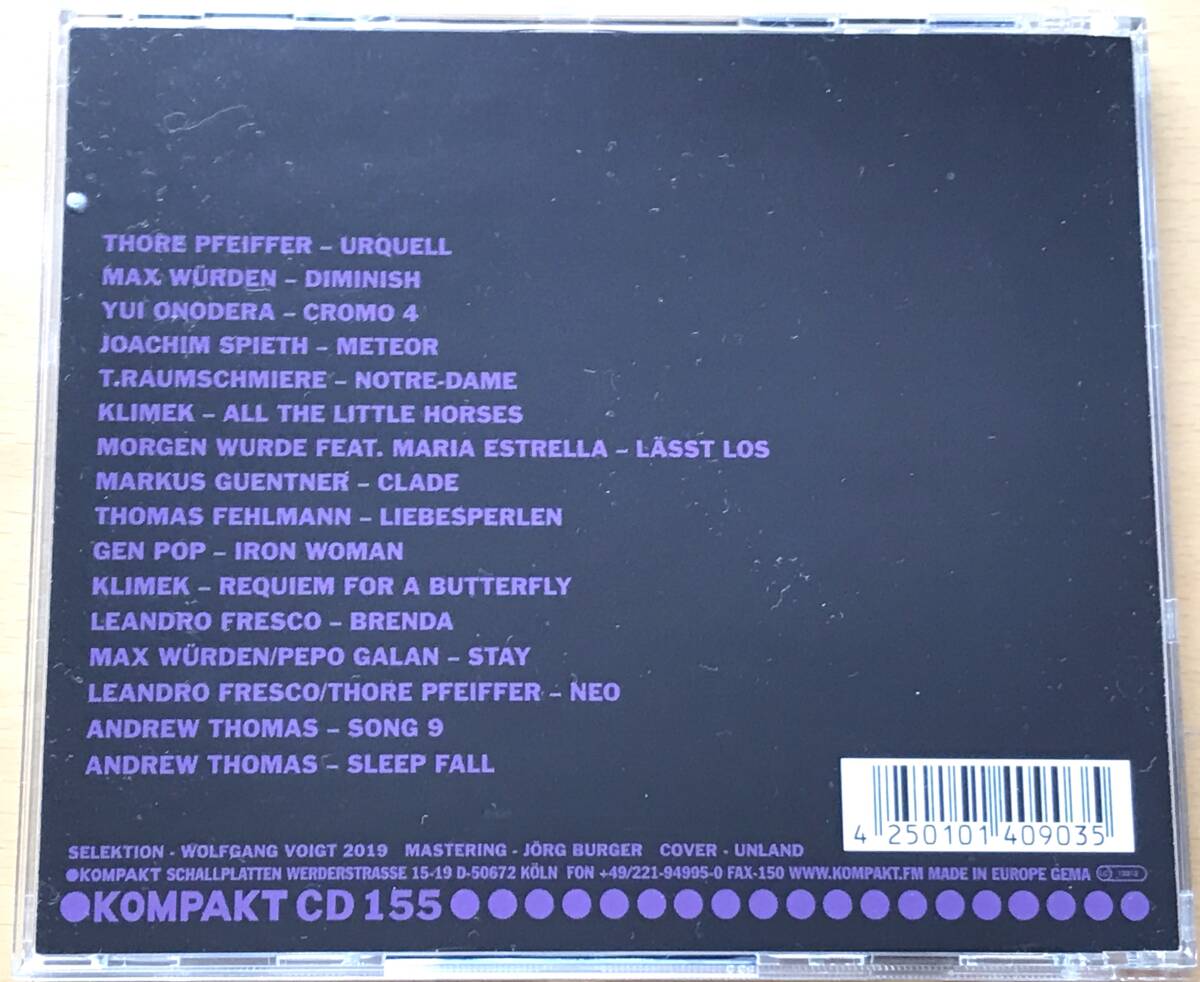 THORE PFEIFFER – URQUELL
MAX WÜRDEN – DIMINISH
YUI ONODERA – CROMO 4
JOACHIM SPIETH – METEOR
T.RAUMSCHMIERE – NOTRE-DAME
KLIMEK – ALL THE LITTLE HORSES
MORGEN WURDE FEAT. MARIA ESTRELLA – LÄSST LOS
MARKUS GUENTNER – CLADE
THOMAS FEHLMANN – LIEBESPERLEN
GEN POP – IRON WOMAN
KLIMEK – REQUIEM FOR A BUTTERFLY
LEANDRO FRESCO – BRENDA
MAX WÜRDEN/PEPO GALAN – STAY
LEANDRO FRESCO/THORE PFEIFFER – NEO
ANDREW THOMAS – SONG 9
ANDREW THOMAS – SLEEP FALL
4 250101 409035
SELEKTION - WOLFGANG VOIGT 2019 MASTERING - JÖRG BURGER COVER - UNLAND
KOMPAKT SCHALLPLATTEN WERDERSTRASSE 15-19 D-50672 KÖLN FON +49/221-94995-0 FAX-150 WWW.KOMPAKT.FM MADE IN EUROPE GEMA
KOMPAKT CD 155